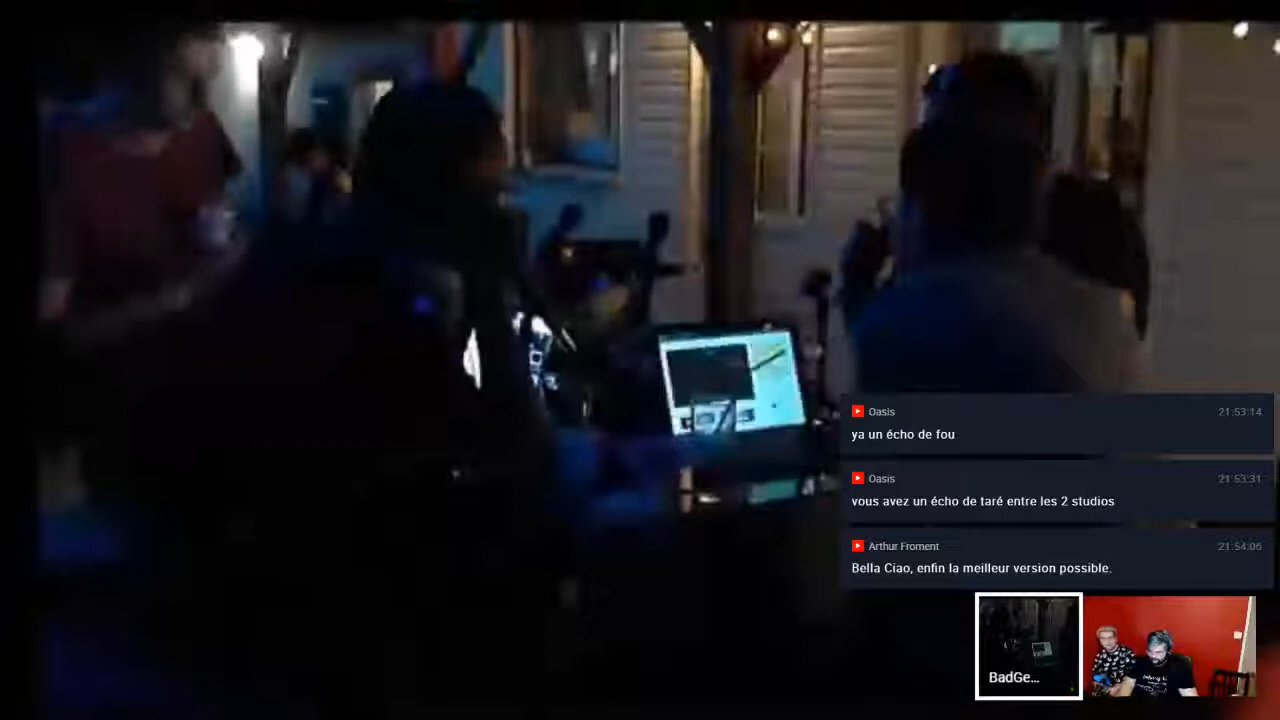 Oasis 21:53:14
ya un écho de fou
Oasis 21:53:31
vous avez un écho de taré entre les 2 studios
Arthur Froment 21:54:06
Bella Ciao, enfin la meilleur version possible.
BadGe...